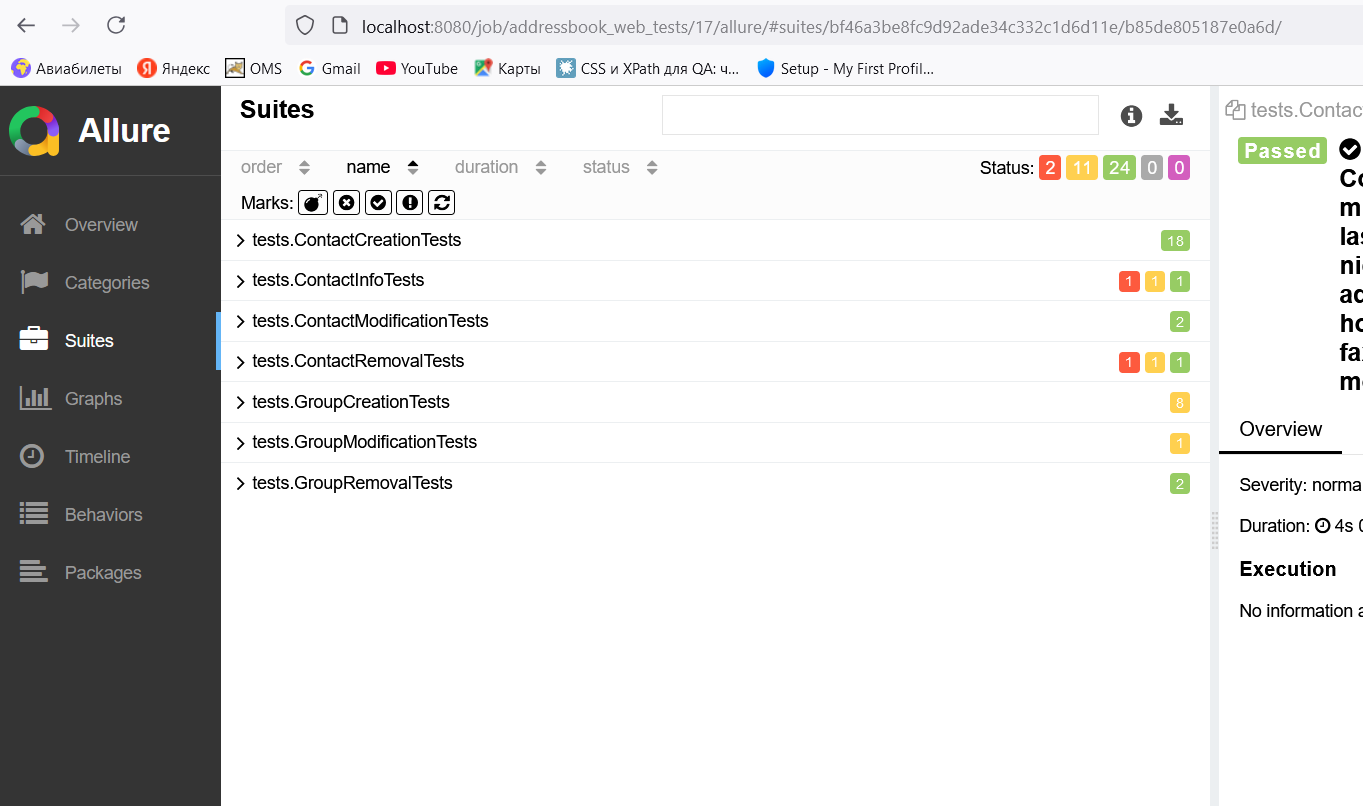 localhost:8080/job/addressbook_web_tests/17/allure/#suites/bf46a3be8fc9d92ade34c332c1d6d11e/b85de805187e0a6d/
Авиабилеты Яндекс OMS Gmail YouTube Карты CSS и XPath для QA: ч... Setup - My First Profil...
Allure
Overview
Categories
Suites
Graphs
Timeline
Behaviors
Packages
Suites
order name duration status Status: 2 11 24 0 0
Marks:
tests.ContactCreationTests 18
tests.ContactInfoTests 1 1 1
tests.ContactModificationTests 2
tests.ContactRemovalTests 1 1 1
tests.GroupCreationTests 8
tests.GroupModificationTests 1
tests.GroupRemovalTests 2
tests.Contac
Passed
Co
m
las
nic
ad
ho
fax
mo
Overview
Severity: norma
Duration: 4s 0
Execution
No information a